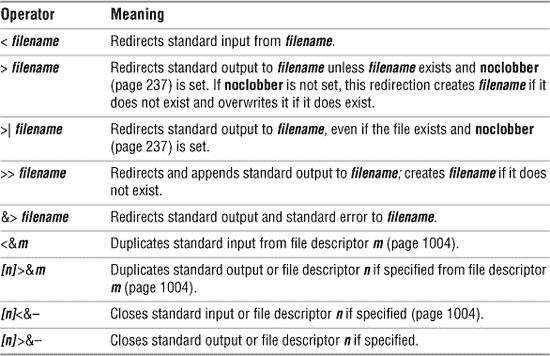 Operator Meaning
< filename Redirects standard input from filename.
> filename Redirects standard output to filename unless filename exists and noclobber
(page 237) is set. If noclobber is not set, this redirection creates filename if it
does not exist and overwrites it if it does exist.
>| filename Redirects standard output to filename, even if the file exists and noclobber
(page 237) is set.
>> filename Redirects and appends standard output to filename; creates filename if it does
not exist.
&> filename Redirects standard output and standard error to filename.
<&m Duplicates standard input from file descriptor m (page 1004).
[n]>&m Duplicates standard output or file descriptor n if specified from file descriptor
m (page 1004).
[n]<&– Closes standard input or file descriptor n if specified (page 1004).
[n]>&– Closes standard output or file descriptor n if specified.